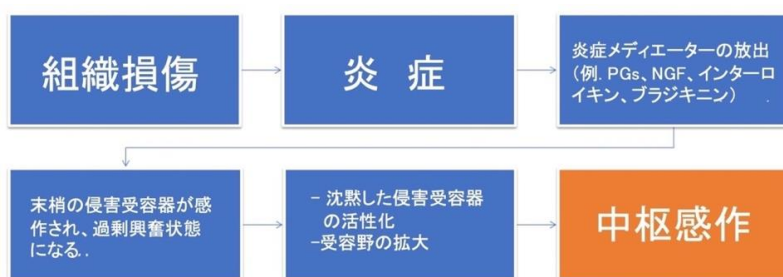 組織損傷
炎 症
炎症メディエーターの放出
（例. PGs、NGF、インターロ
イキン、ブラジキニン）
末梢の侵害受容器が感
作され、過剰興奮状態
になる..
- 沈黙した侵害受容器
の活性化
-受容野の拡大
中枢感作